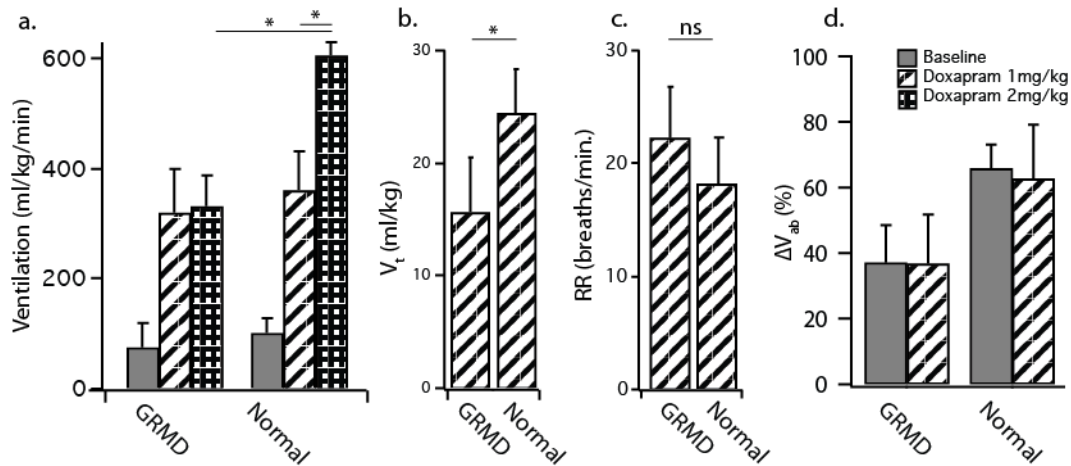 a.
*
*
Ventilation (ml/kg/min)
600
400
200
0
GRMD
Normal
b.
*
V_t (ml/kg)
30
20
10
0
GRMD
Normal
c.
ns
RR (breaths/min.)
30
20
10
0
GRMD
Normal
d.
Baseline
Doxapram 1mg/kg
Doxapram 2mg/kg
ΔV_ab (%)
100
80
60
40
20
0
GRMD
Normal